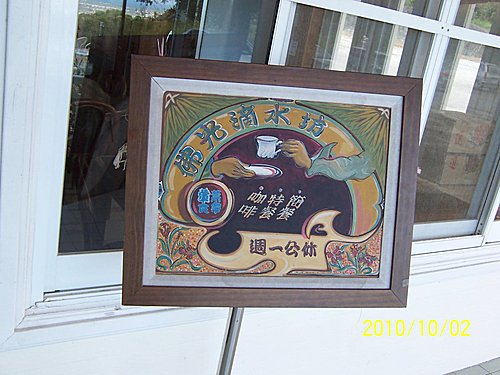 佛光滴水坊
簡餐
特餐
咖啡
週一公休
2010/10/02